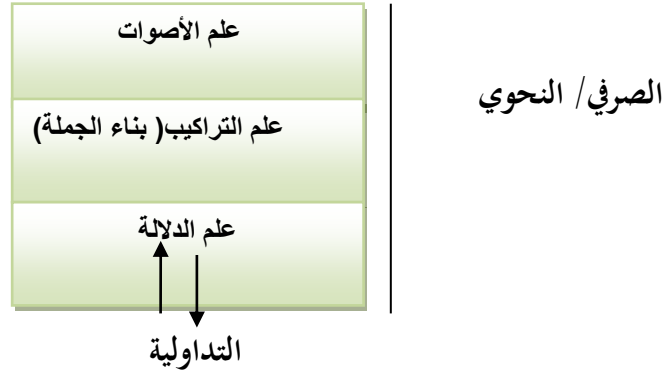 علم الأصوات
الصرفي/ النحوي
علم التراكيب( بناء الجملة)
علم الدلالة
التداولية